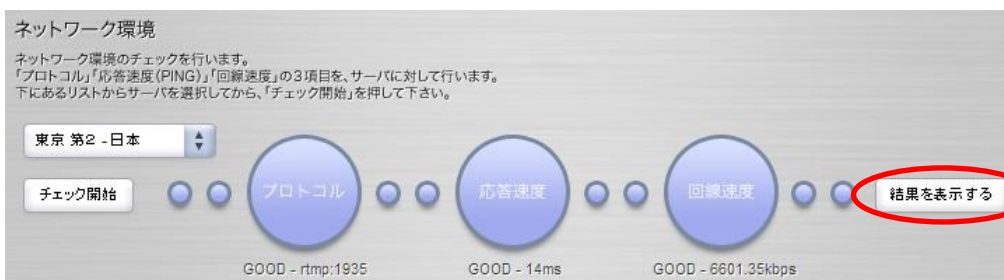 ネットワーク環境
ネットワーク環境のチェックを行います。
「プロトコル」「応答速度(PING)」「回線速度」の3項目を、サーバに対して行います。
下にあるリストからサーバを選択してから、「チェック開始」を押して下さい。
東京 第2 -日本
チェック開始
プロトコル
応答速度
回線速度
結果を表示する
GOOD - rtmp:1935
GOOD - 14ms
GOOD - 6601.35kbps